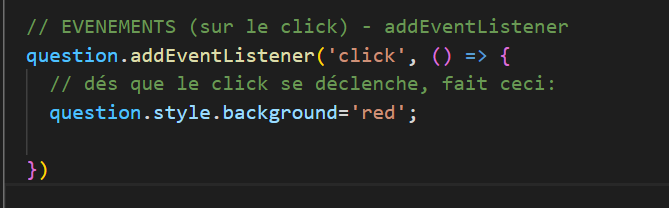 // EVENEMENTS (sur le click) - addEventListener
question.addEventListener('click', () => {
// dés que le click se déclenche, fait ceci:
question.style.background='red';
})